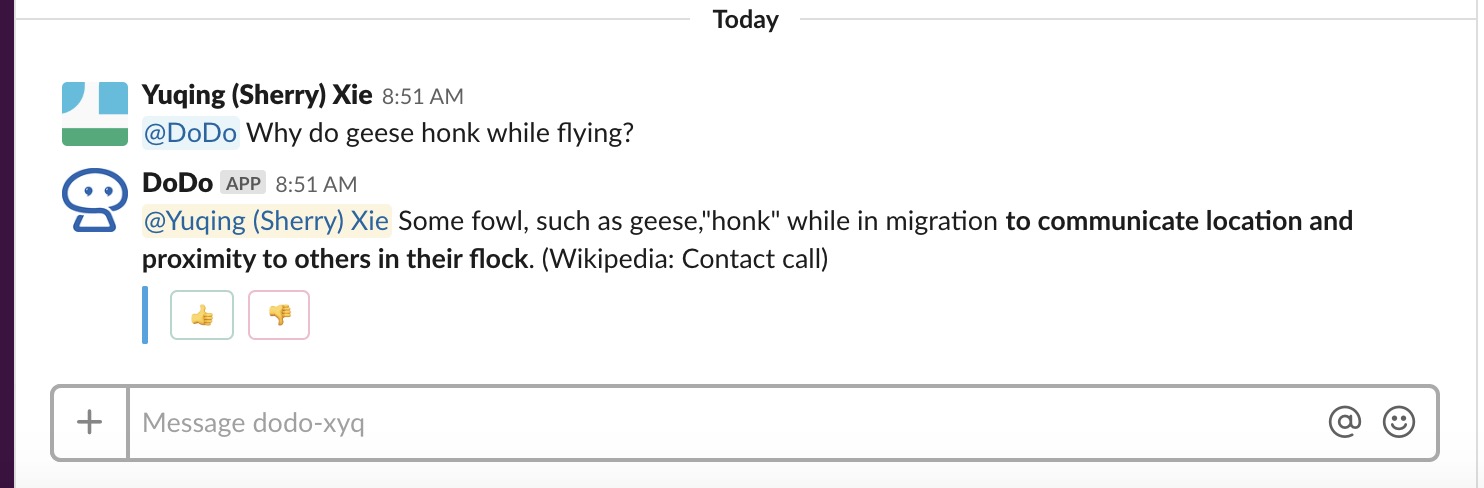 Today
Yuqing (Sherry) Xie 8:51 AM
@DoDo Why do geese honk while flying?
DoDo APP 8:51 AM
@Yuqing (Sherry) Xie Some fowl, such as geese,"honk" while in migration to communicate location and
proximity to others in their flock. (Wikipedia: Contact call)
Message dodo-xyq